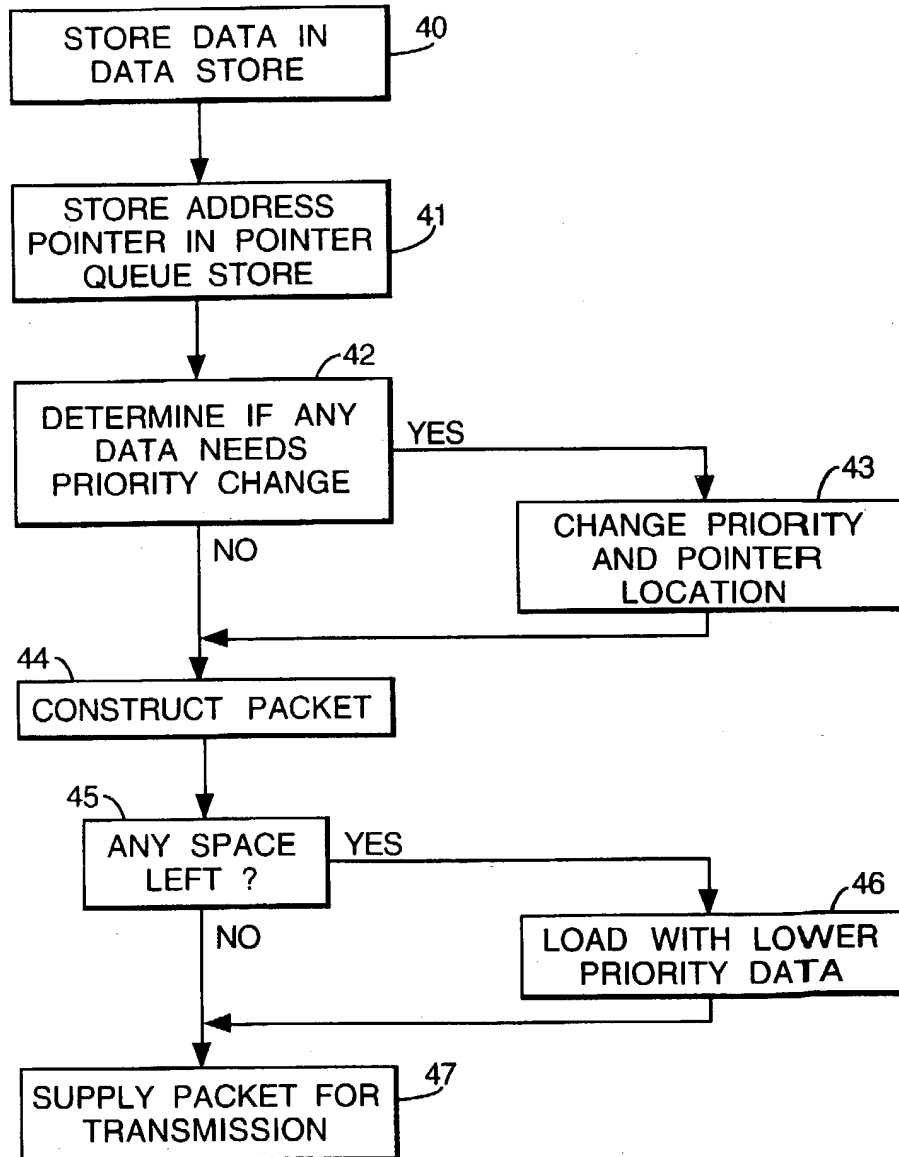 STORE DATA IN
DATA STORE
40
STORE ADDRESS
POINTER IN POINTER
QUEUE STORE
41
42
DETERMINE IF ANY
DATA NEEDS
PRIORITY CHANGE
YES
43
CHANGE PRIORITY
AND POINTER
LOCATION
NO
44
CONSTRUCT PACKET
45
ANY SPACE
LEFT ?
YES
46
LOAD WITH LOWER
PRIORITY DATA
NO
47
SUPPLY PACKET FOR
TRANSMISSION